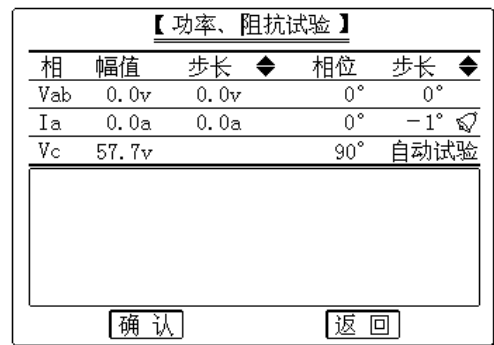 【功率、阻抗试验】
相 幅值 步长 相位 步长
Vab 0.0v 0.0v 0° 0°
Ia 0.0a 0.0a 0° -1°
Vc 57.7v 90° 自动试验
确 认 返 回